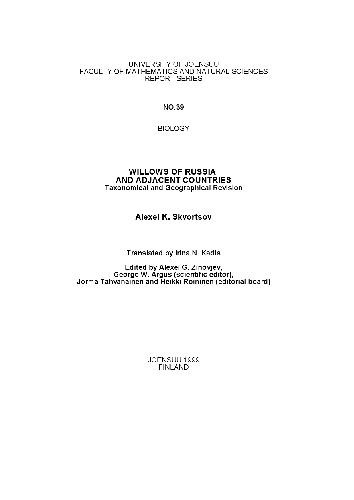 UNIVERSITY OF JOENSUU
FACULTY OF MATHEMATICS AND NATURAL SCIENCES
REPORT SERIES
NO.39
BIOLOGY
WILLOWS OF RUSSIA
AND ADJACENT COUNTRIES
Taxonomical and Geographical Revision
Alexei K. Skvortsov
Translated by Irina N. Kadis
Edited by Alexei G. Zinovjev,
George W. Argus (scientific editor),
Jorma Tahvanainen and Heikki Roininen (editorial board)
JOENSUU 1999
FINLAND